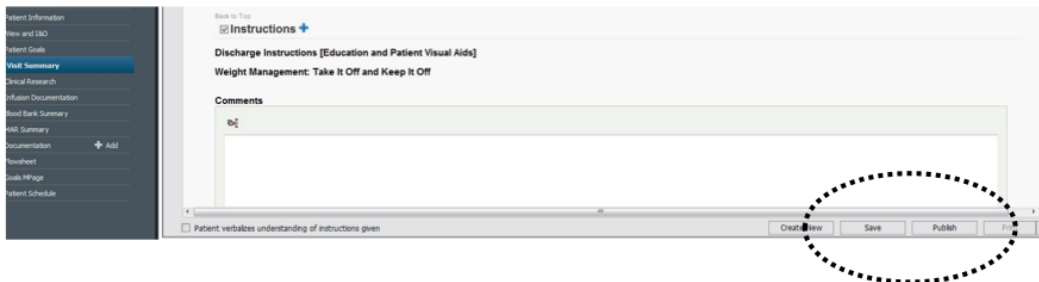 Patient Information
View and I&O
Patient Goals
Visit Summary
Clinical Research
Infusion Documentation
Blood Bank Summary
MAR Summary
Documentation Add
Flowsheet
Goals MPage
Patient Schedule
Back to Top
Instructions
Discharge Instructions [Education and Patient Visual Aids]
Weight Management: Take It Off and Keep It Off
Comments
Patient verbalizes understanding of instructions given
Create New Save Publish